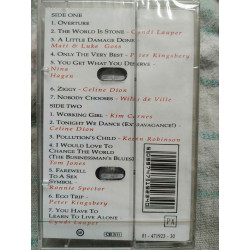 SIDE ONE
1. OVERTURE
2. THE WORLD IS STONE - Cyndi Lauper
3. A LITTLE DAMAGE DONE -
Matt & Luke Goss
4. ONLY THE VERY BEST - Peter Kingsbery
5. YOU GET WHAT YOU DESERVE -
Nina
Hagen
6. ZIGGY - Celine Dion
7. NOBODY CHOOSES - Willy de Ville
SIDE TWO
1. WORKING GIRL - Kim Carnes
2. TONIGHT WE DANCE (EXTRAVAGANCE!)
Celine Dion
3. POLLUTION'S CHILD - Kevin Robinson
4. I WOULD LOVE TO
CHANGE THE WORLD
(THE BUSINESSMAN'S BLUES)
Tom Jones
5. FAREWELL
TO A SEX
SYMBOL
Ronnie Spector
6. EGO TRIP -
Peter Kingsbery
7. YOU HAVE TO
LEARN TO LIVE ALONE -
Cyndi Lauper